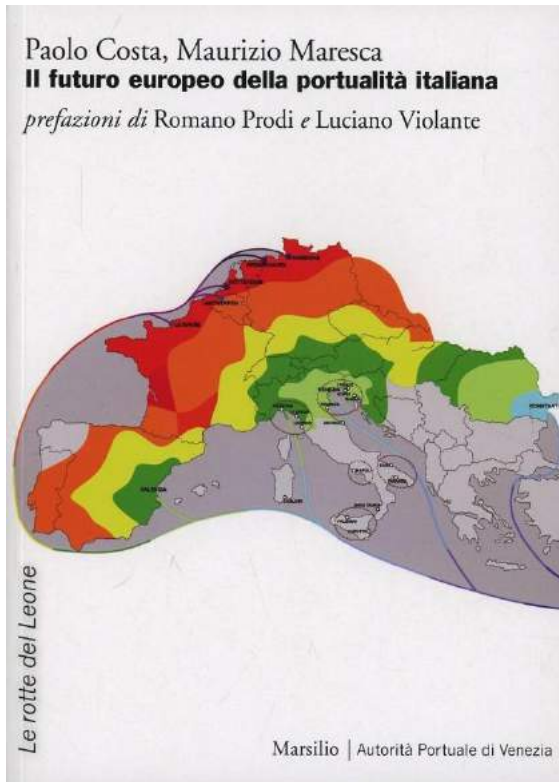 Paolo Costa, Maurizio Maresca
Il futuro europeo della portualità italiana
prefazioni di Romano Prodi e Luciano Violante
VALENCIA
Le rotte del Leone
Marsilio | Autorità Portuale di Venezia